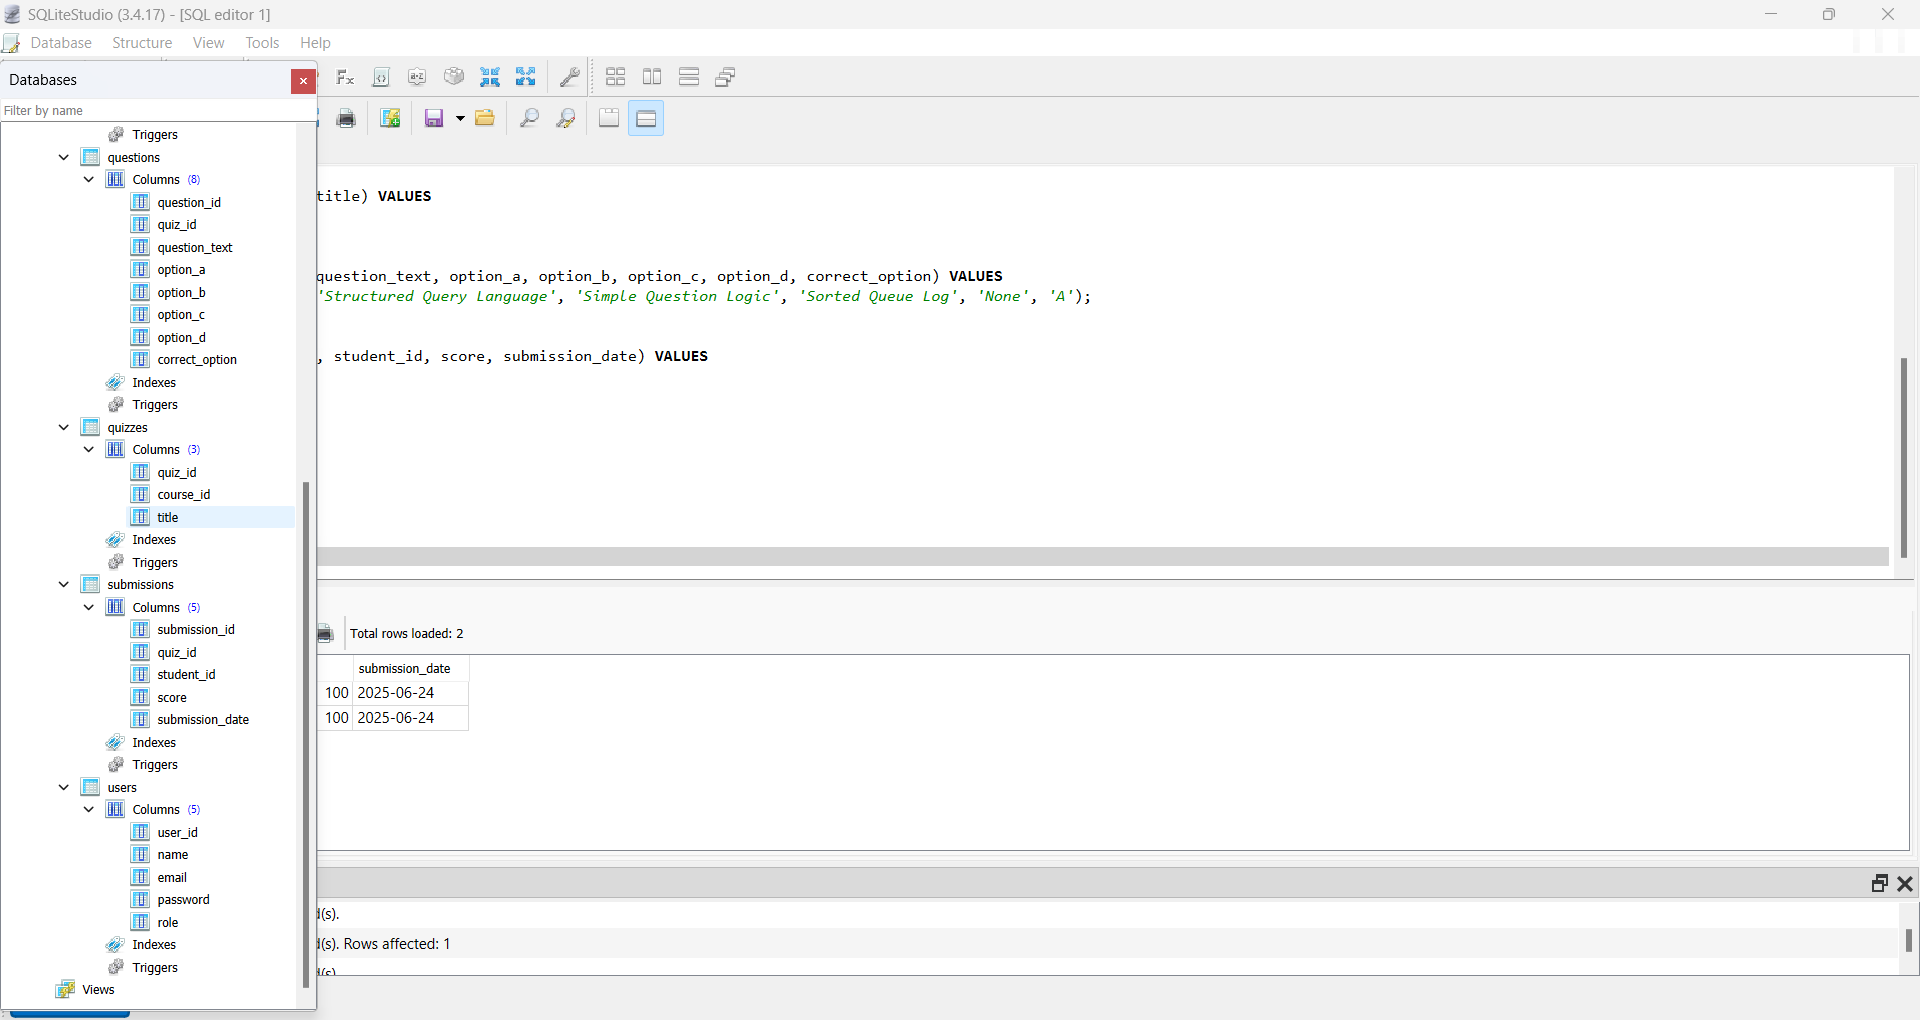 SQLiteStudio (3.4.17) - [SQL editor 1]
Database Structure View Tools Help
Databases
Filter by name
Triggers
questions
Columns (8)
question_id
quiz_id
question_text
option_a
option_b
option_c
option_d
correct_option
Indexes
Triggers
quizzes
Columns (3)
quiz_id
course_id
title
Indexes
Triggers
submissions
Columns (5)
submission_id
quiz_id
student_id
score
submission_date
Indexes
Triggers
users
Columns (5)
user_id
name
email
password
role
Indexes
Triggers
Views
title) VALUES
question_text, option_a, option_b, option_c, option_d, correct_option) VALUES
'Structured Query Language', 'Simple Question Logic', 'Sorted Queue Log', 'None', 'A');
, student_id, score, submission_date) VALUES
Total rows loaded: 2
submission_date
100 2025-06-24
100 2025-06-24
(s).
(s). Rows affected: 1